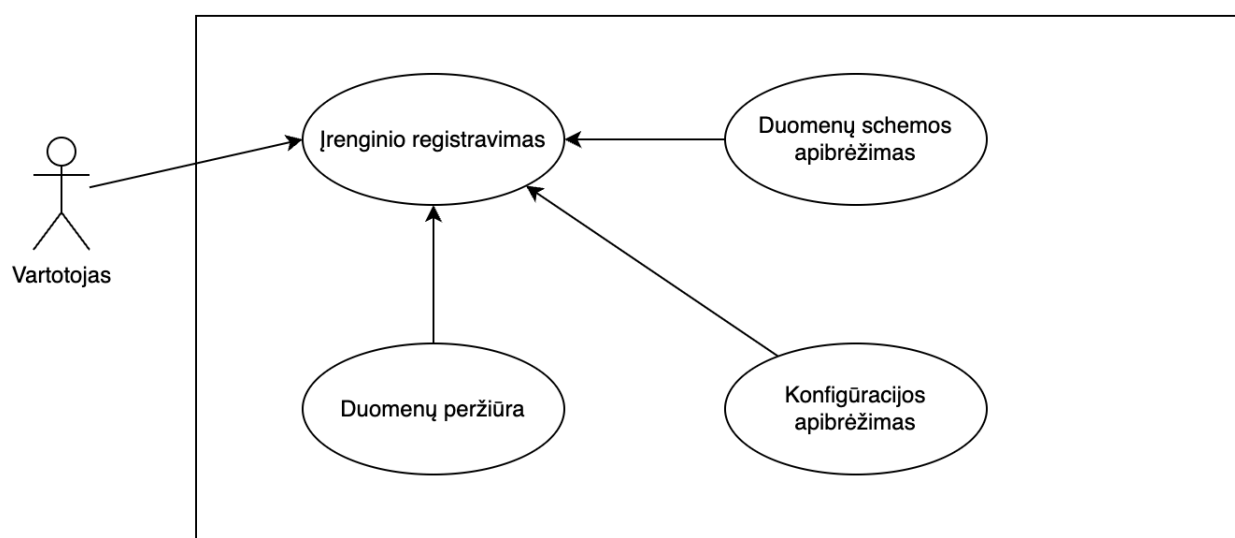 Įrenginio registravimas
Duomenų schemos
apibrėžimas
Vartotojas
Duomenų peržiūra
Konfigūracijos
apibrėžimas